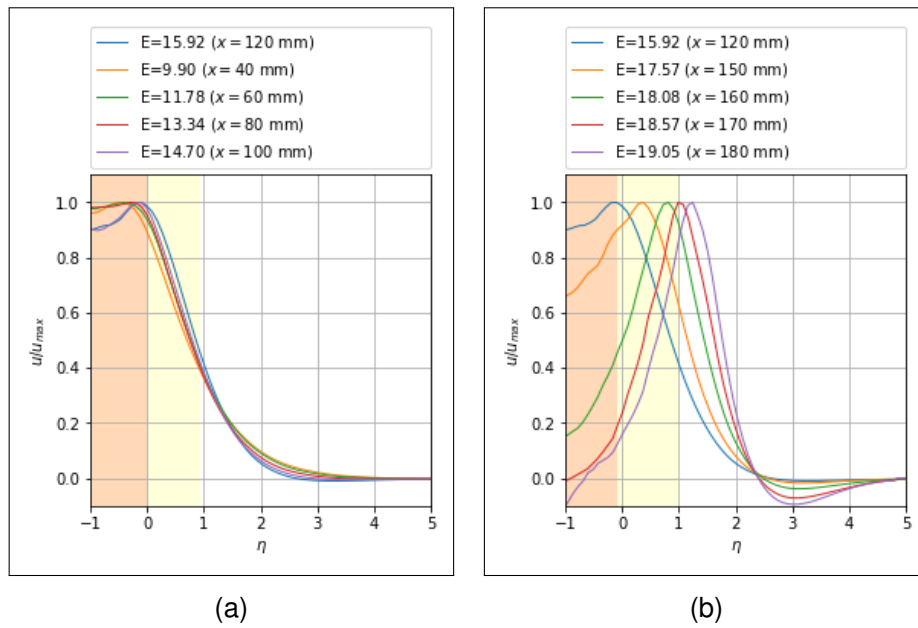 E=15.92 (x = 120 mm)
E=9.90 (x = 40 mm)
E=11.78 (x = 60 mm)
E=13.34 (x = 80 mm)
E=14.70 (x = 100 mm)
1.0
0.8
0.6
0.4
0.2
0.0
u/u_max
−1 0 1 2 3 4 5
η
(a)
E=15.92 (x = 120 mm)
E=17.57 (x = 150 mm)
E=18.08 (x = 160 mm)
E=18.57 (x = 170 mm)
E=19.05 (x = 180 mm)
1.0
0.8
0.6
0.4
0.2
0.0
u/u_max
−1 0 1 2 3 4 5
η
(b)